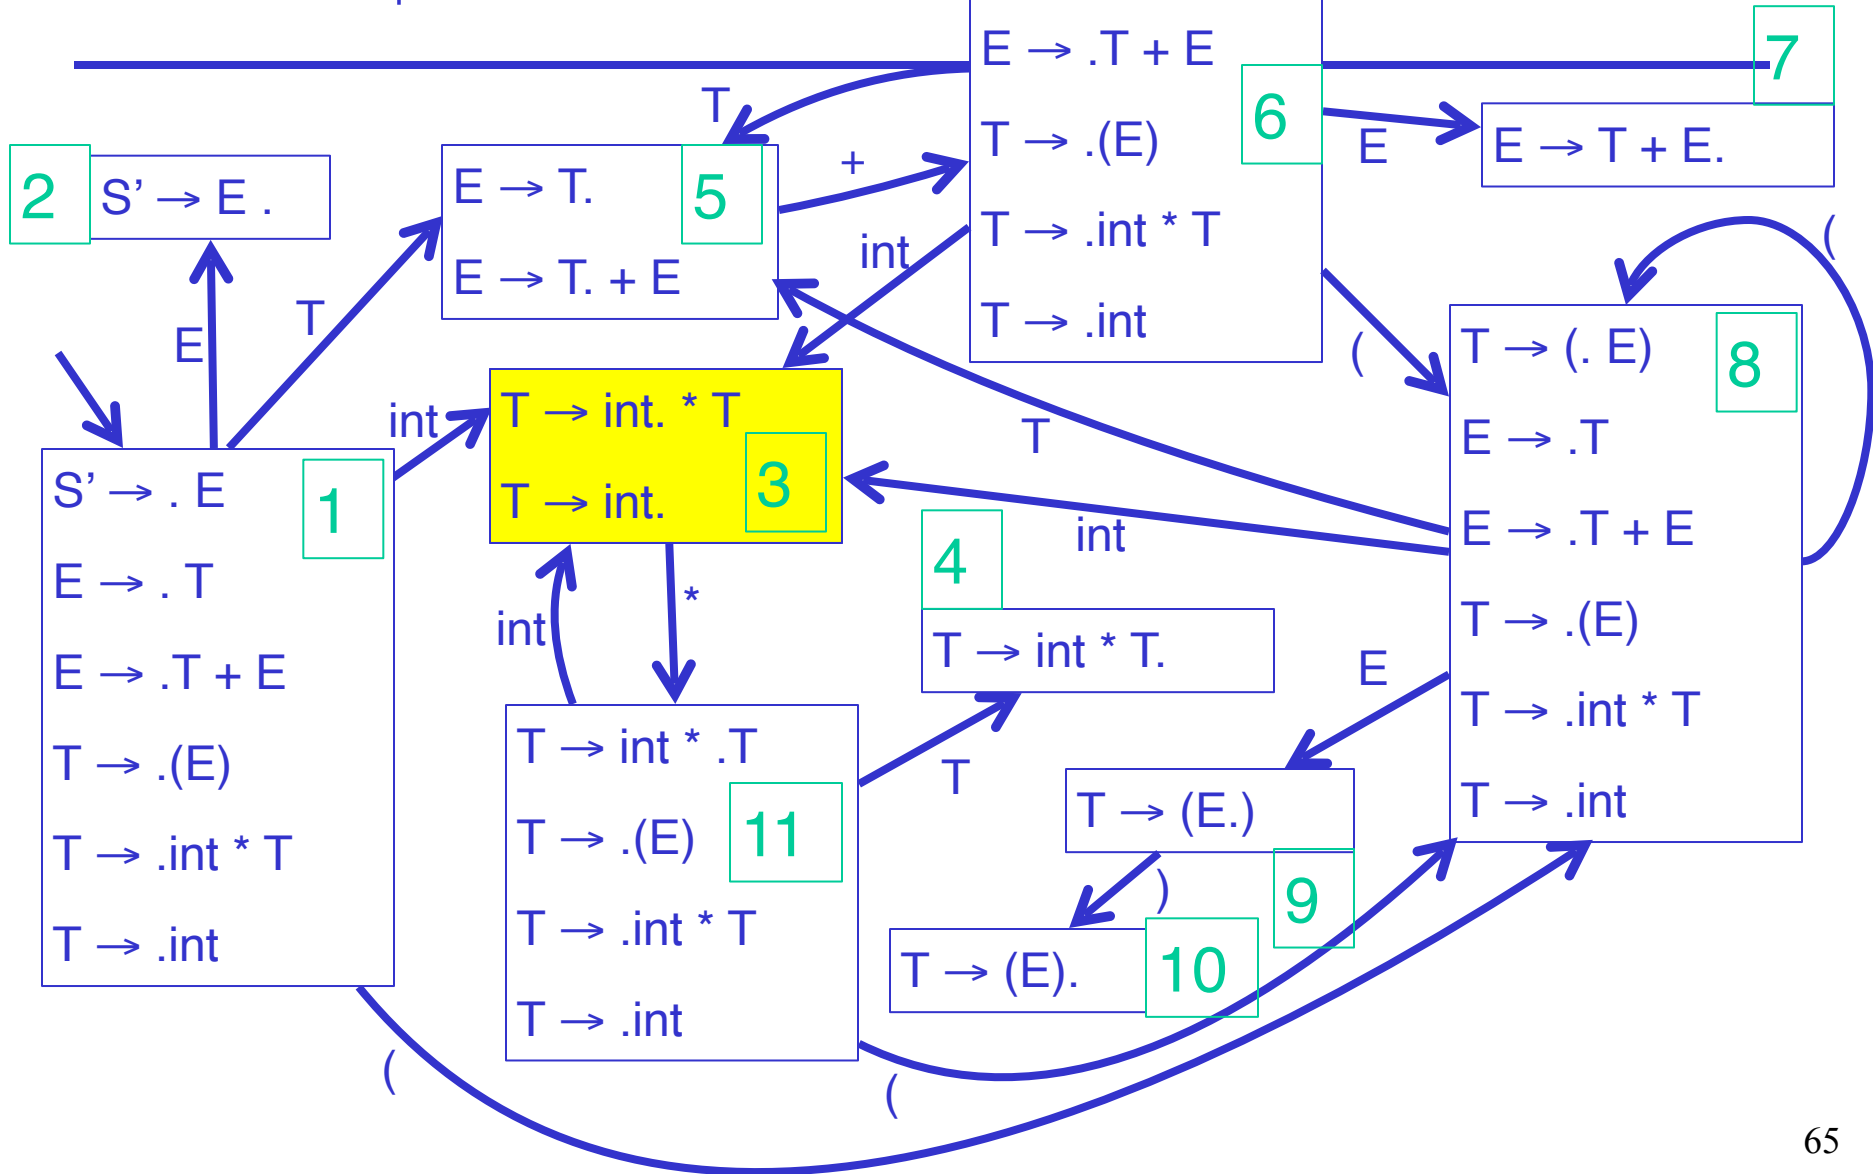 E → .T + E
T → .(E)
T → .int * T
T → .int
6
7
E → T + E.
E
T
+
int
(
2
S’ → E .
E
T
E → T.
E → T. + E
5
int
T → int. * T
T → int.
3
T
int
(
T → (. E)
E → .T
E → .T + E
T → .(E)
T → .int * T
T → .int
8
S’ → . E
E → . T
E → .T + E
T → .(E)
T → .int * T
T → .int
1
int
*
4
T → int * T.
T → int * .T
T → .(E)
T → .int * T
T → .int
11
T
E
T → (E.)
9
)
T → (E).
10
(
(
65